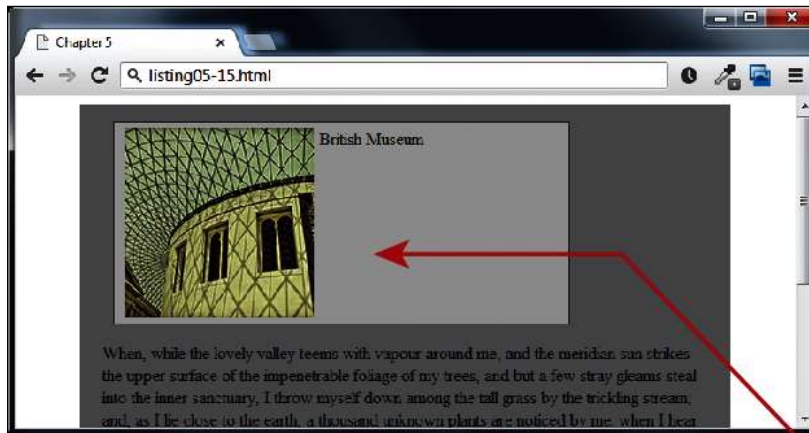 Chapter 5
listing05-15.html
British Museum
When, while the lovely valley teems with vapour around me, and the meridian sun strikes
the upper surface of the impenetrable foliage of my trees, and but a few stray gleams steal
into the inner sanctuary, I throw myself down among the tall grass by the trickling stream;
and, as I lie close to the earth, a thousand unknown plants are noticed by me: when I hear